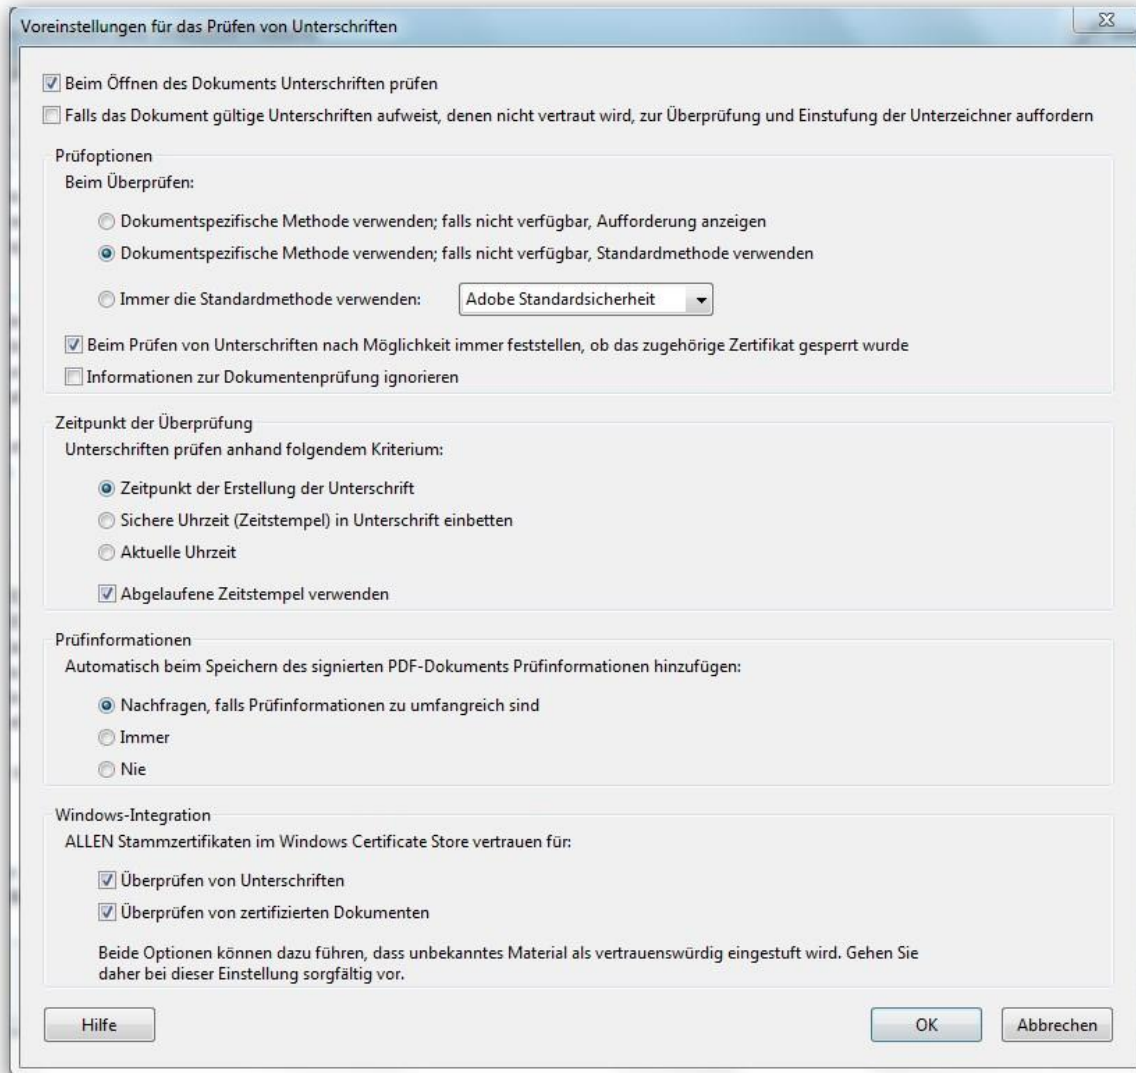 Voreinstellungen für das Prüfen von Unterschriften
Beim Öffnen des Dokuments Unterschriften prüfen
Falls das Dokument gültige Unterschriften aufweist, denen nicht vertraut wird, zur Überprüfung und Einstufung der Unterzeichner auffordern
Prüfoptionen
Beim Überprüfen:
Dokumentspezifische Methode verwenden; falls nicht verfügbar, Aufforderung anzeigen
Dokumentspezifische Methode verwenden; falls nicht verfügbar, Standardmethode verwenden
Immer die Standardmethode verwenden: Adobe Standardsicherheit
Beim Prüfen von Unterschriften nach Möglichkeit immer feststellen, ob das zugehörige Zertifikat gesperrt wurde
Informationen zur Dokumentenprüfung ignorieren
Zeitpunkt der Überprüfung
Unterschriften prüfen anhand folgendem Kriterium:
Zeitpunkt der Erstellung der Unterschrift
Sichere Uhrzeit (Zeitstempel) in Unterschrift einbetten
Aktuelle Uhrzeit
Abgelaufene Zeitstempel verwenden
Prüfinformationen
Automatisch beim Speichern des signierten PDF-Dokuments Prüfinformationen hinzufügen:
Nachfragen, falls Prüfinformationen zu umfangreich sind
Immer
Nie
Windows-Integration
ALLEN Stammzertifikaten im Windows Certificate Store vertrauen für:
Überprüfen von Unterschriften
Überprüfen von zertifizierten Dokumenten
Beide Optionen können dazu führen, dass unbekanntes Material als vertrauenswürdig eingestuft wird. Gehen Sie
daher bei dieser Einstellung sorgfältig vor.
Hilfe OK Abbrechen